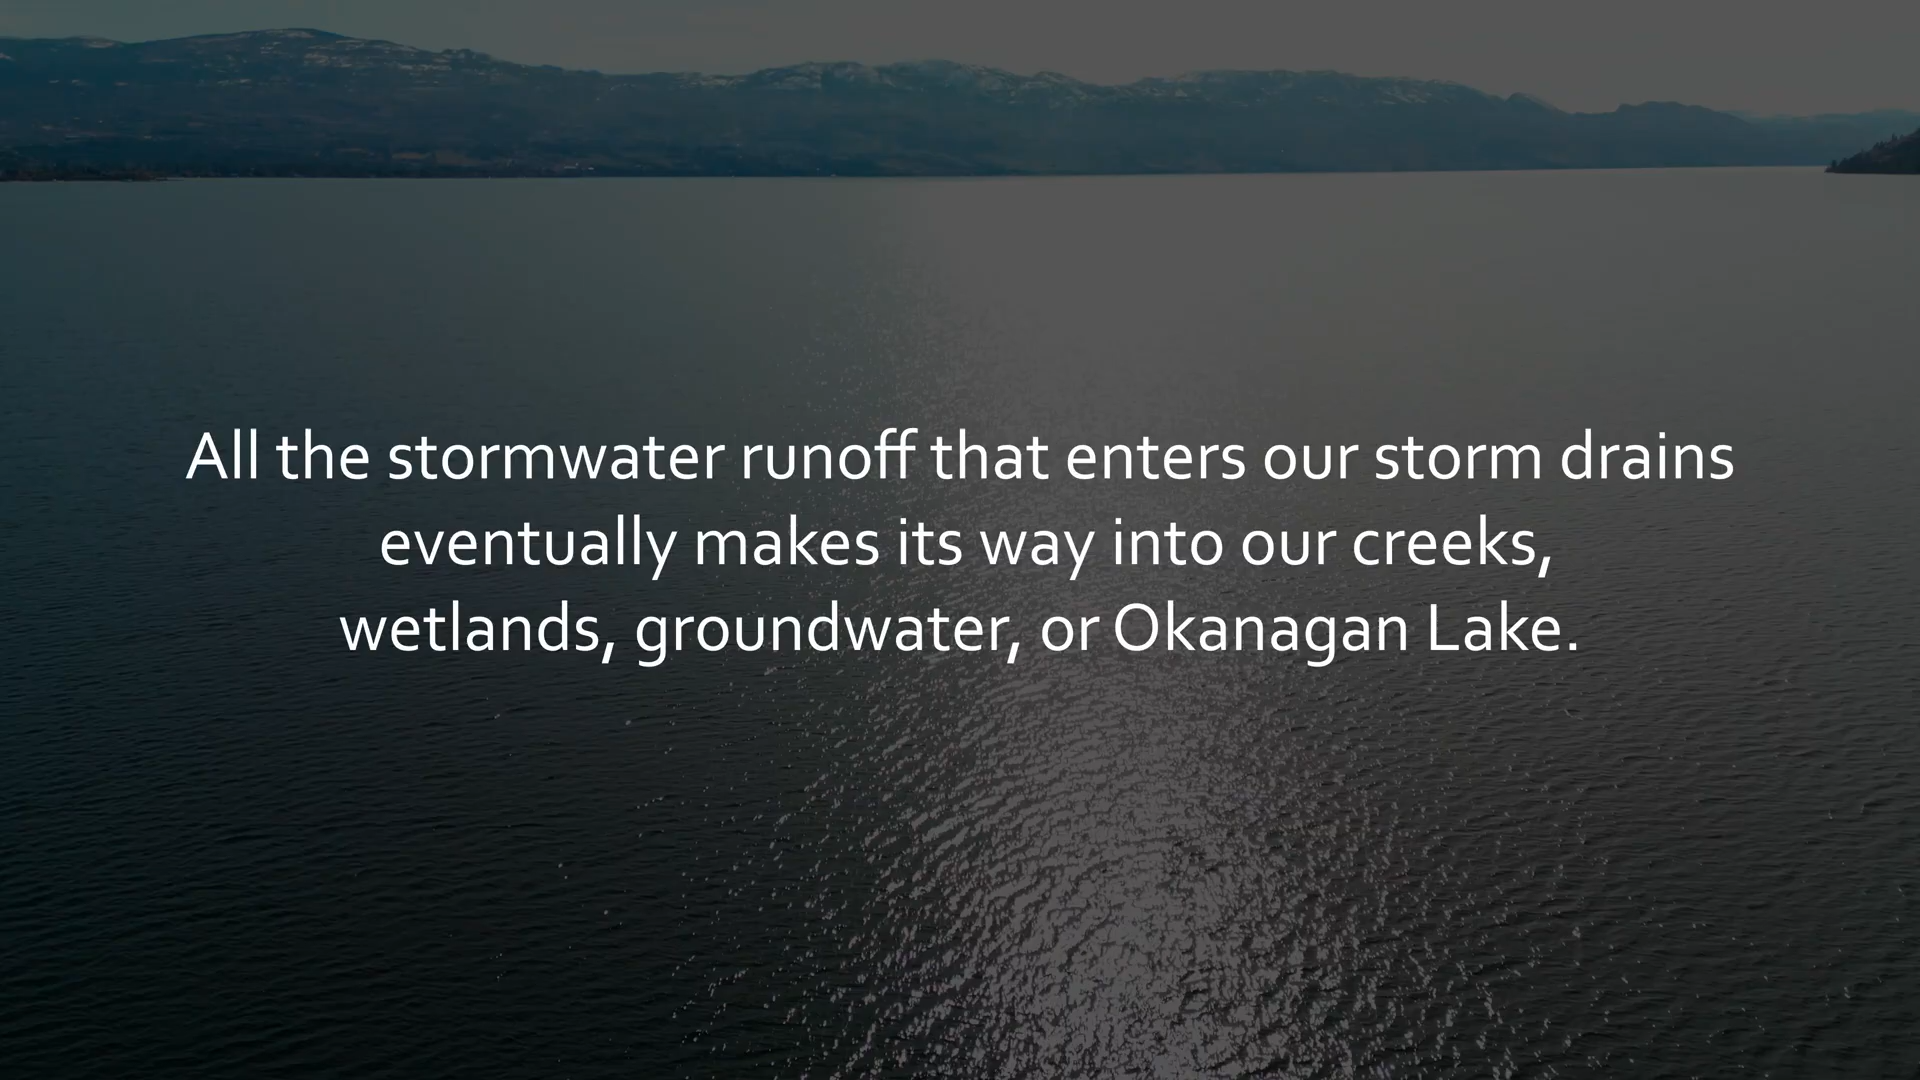 All the stormwater runoff that enters our storm drains
eventually makes its way into our creeks,
wetlands, groundwater, or Okanagan Lake.